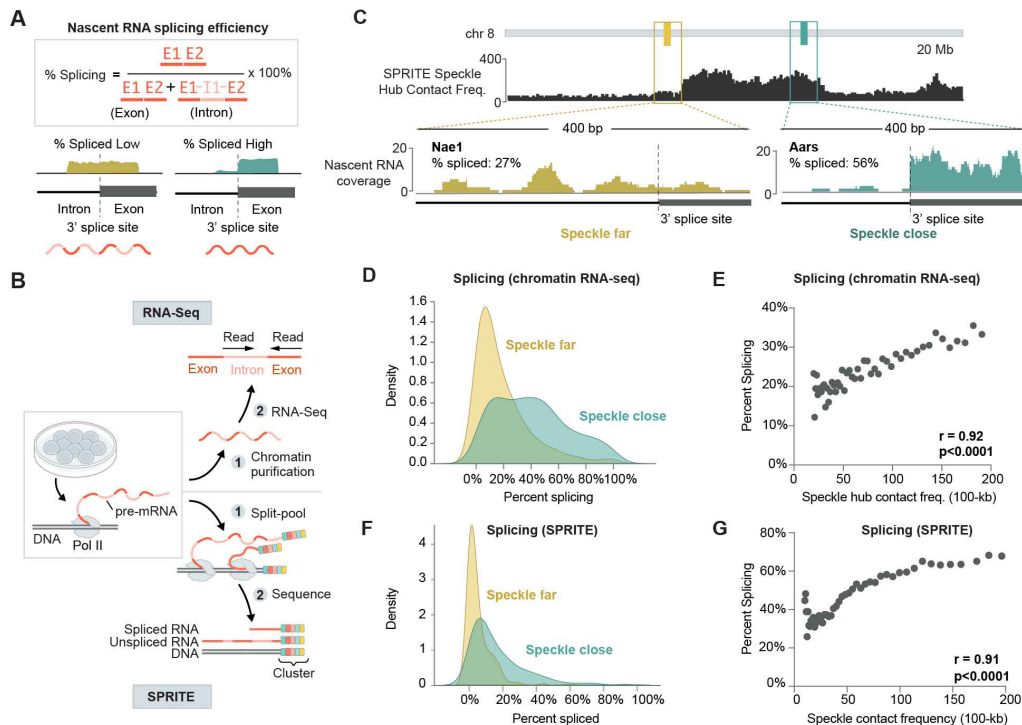 A
Nascent RNA splicing efficiency
% Splicing =
E1 E2
E1 E2 + E1-I1-E2
(Exon)
(Intron)
x 100%
% Spliced Low
% Spliced High
Intron
Exon
Intron
Exon
3' splice site
3' splice site
B
RNA-Seq
Read
Read
Exon
Intron
Exon
2 RNA-Seq
1 Chromatin
purification
pre-mRNA
DNA
Pol II
1 Split-pool
2 Sequence
Spliced RNA
Unspliced RNA
DNA
Cluster
SPRITE
C
chr 8
20 Mb
SPRITE Speckle
Hub Contact Freq.
400
0
400 bp
400 bp
Nascent RNA
coverage
20
0
Nae1
% spliced: 27%
3' splice site
Speckle far
20
0
Aars
% spliced: 56%
3' splice site
Speckle close
D
Splicing (chromatin RNA-seq)
Density
1.6
1.4
1.2
1.0
0.8
0.6
0.4
0.2
0.0
Speckle far
Speckle close
0%
20%
40%
60%
80%
100%
Percent splicing
E
Splicing (chromatin RNA-seq)
Percent Splicing
40%
30%
20%
10%
0%
r = 0.92
p<0.0001
0
50
100
150
200
Speckle hub contact freq. (100-kb)
F
Splicing (SPRITE)
Density
4
3
2
1
0
Speckle far
Speckle close
0%
20%
40%
60%
80%
100%
Percent spliced
G
Splicing (SPRITE)
Percent Splicing
80%
60%
40%
20%
0%
r = 0.91
p<0.0001
0
50
100
150
200
Speckle contact frequency (100-kb)